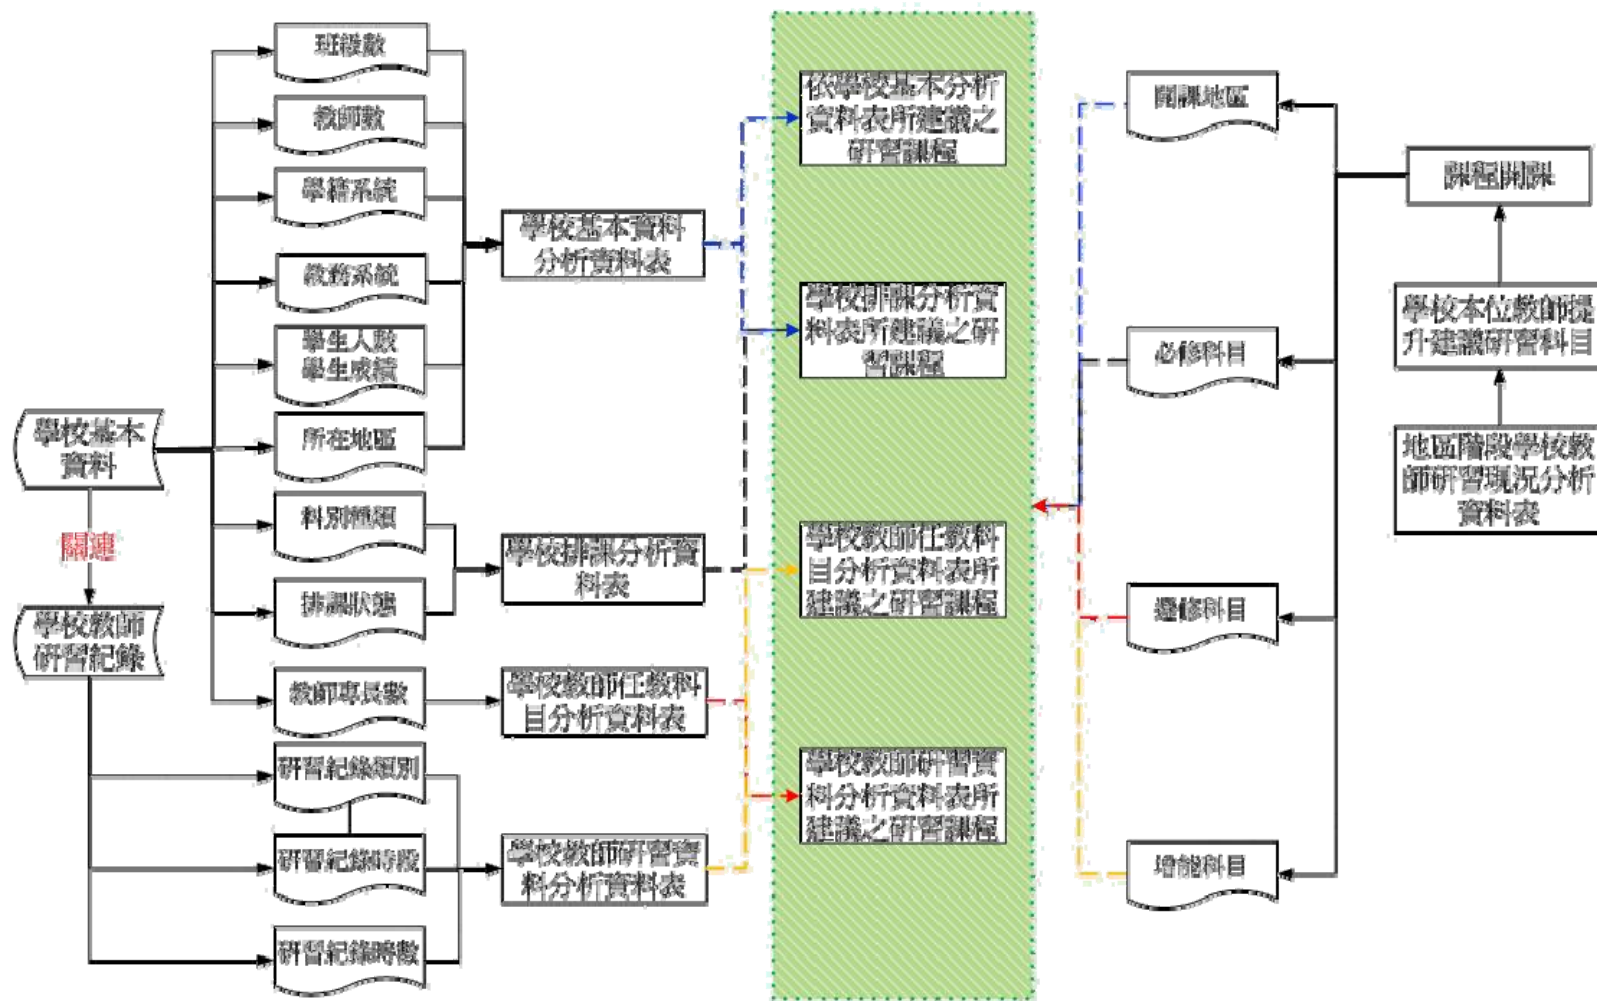 班級數
教師數
學籍系統
教務系統
學生人數
學生成績
所在地區
科別種類
排課狀態
教師專長數
研習紀錄類別
研習紀錄時段
研習紀錄時數
學校基本
資料
關連
學校教師
研習紀錄
學校基本資料
分析資料表
學校排課分析資
料表
學校教師任教科
目分析資料表
學校教師研習資
料分析資料表
依學校基本分析
資料表所建議之
研習課程
學校排課分析資
料表所建議之研
習課程
學校教師任教科
目分析資料表所
建議之研習課程
學校教師研習資
料分析資料表所
建議之研習課程
開課地區
必修科目
選修科目
增能科目
課程開課
學校本位教師提
升建議研習科目
地區階段學校教
師研習現況分析
資料表